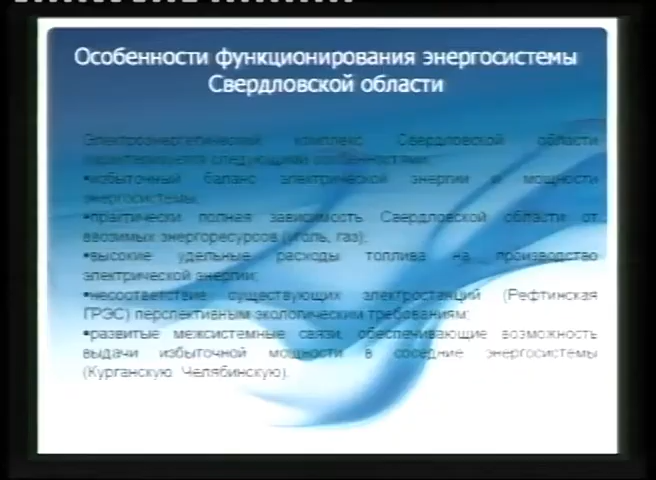 Особенности функционирования энергосистемы
Свердловской области
Электроэнергетический комплекс Свердловской области
характеризуется следующими особенностями:
•избыточный баланс электрической энергии и мощности
энергосистемы;
•практически полная зависимость Свердловской области от
ввозимых энергоресурсов (уголь, газ);
•высокие удельные расходы топлива на производство
электрической энергии;
•несоответствие существующих электростанций (Рефтинская
ГРЭС) перспективным экологическим требованиям;
•развитые межсистемные связи, обеспечивающие возможность
выдачи избыточной мощности в соседние энергосистемы
(Курганскую, Челябинскую).